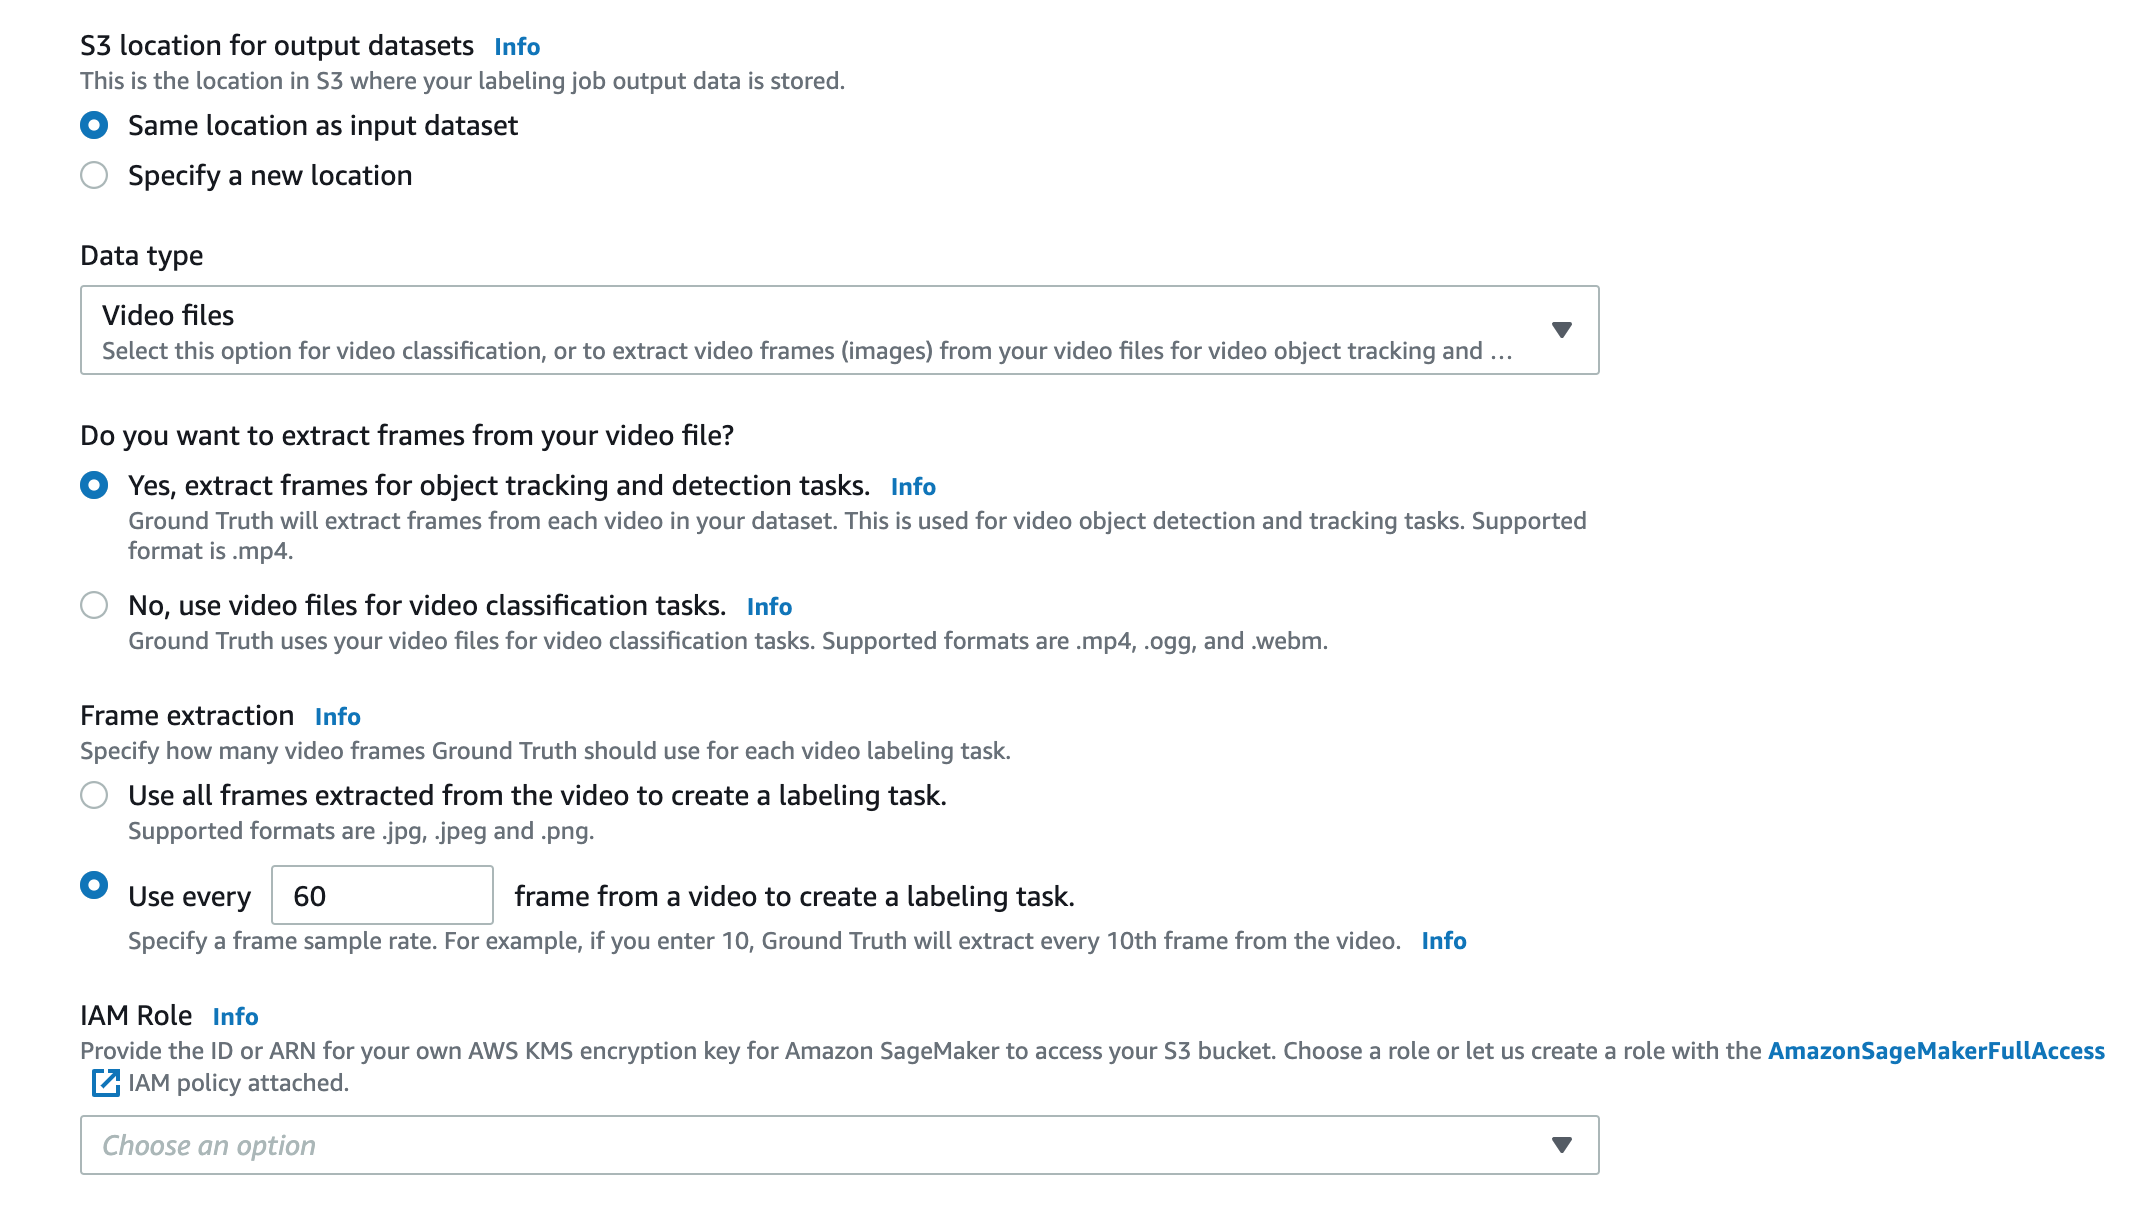 S3 location for output datasets Info
This is the location in S3 where your labeling job output data is stored.
Same location as input dataset
Specify a new location
Data type
Video files
Select this option for video classification, or to extract video frames (images) from your video files for video object tracking and ...
Do you want to extract frames from your video file?
Yes, extract frames for object tracking and detection tasks. Info
Ground Truth will extract frames from each video in your dataset. This is used for video object detection and tracking tasks. Supported
format is .mp4.
No, use video files for video classification tasks. Info
Ground Truth uses your video files for video classification tasks. Supported formats are .mp4, .ogg, and .webm.
Frame extraction Info
Specify how many video frames Ground Truth should use for each video labeling task.
Use all frames extracted from the video to create a labeling task.
Supported formats are .jpg, .jpeg and .png.
Use every 60 frame from a video to create a labeling task.
Specify a frame sample rate. For example, if you enter 10, Ground Truth will extract every 10th frame from the video. Info
IAM Role Info
Provide the ID or ARN for your own AWS KMS encryption key for Amazon SageMaker to access your S3 bucket. Choose a role or let us create a role with the AmazonSageMakerFullAccess
IAM policy attached.
Choose an option